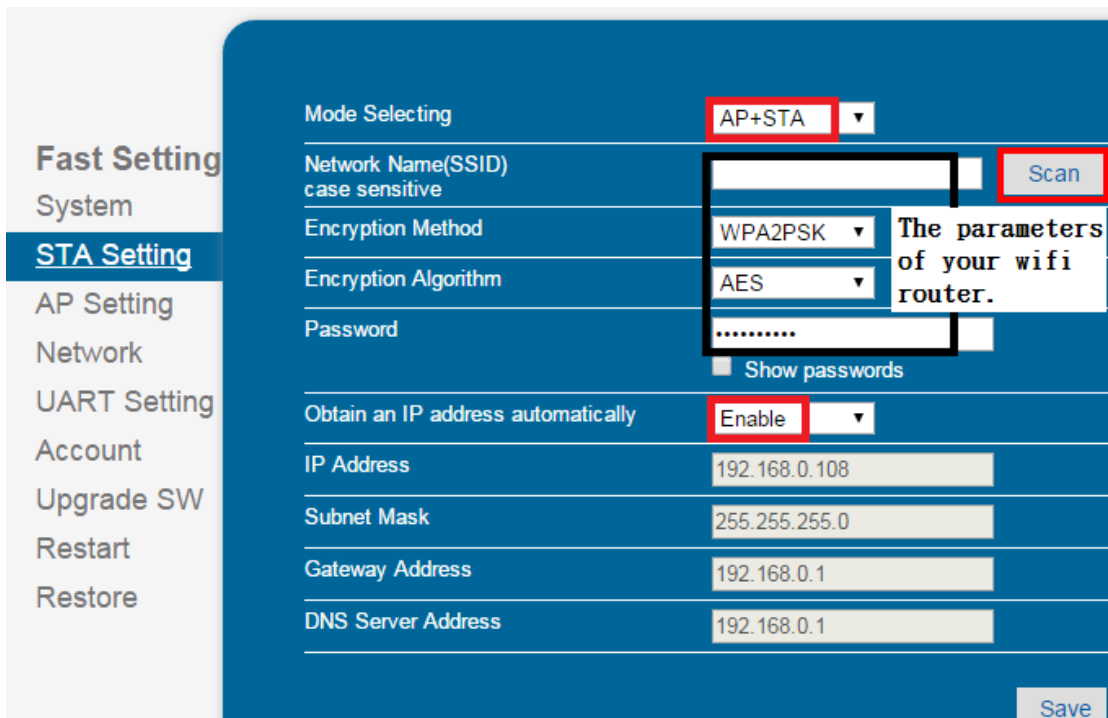 Fast Setting
System
STA Setting
AP Setting
Network
UART Setting
Account
Upgrade SW
Restart
Restore
Mode Selecting
AP+STA
Network Name(SSID)
case sensitive
Scan
Encryption Method
WPA2PSK
The parameters
of your wifi
router.
Encryption Algorithm
AES
Password
••••••••••
Show passwords
Obtain an IP address automatically
Enable
IP Address
192.168.0.108
Subnet Mask
255.255.255.0
Gateway Address
192.168.0.1
DNS Server Address
192.168.0.1
Save